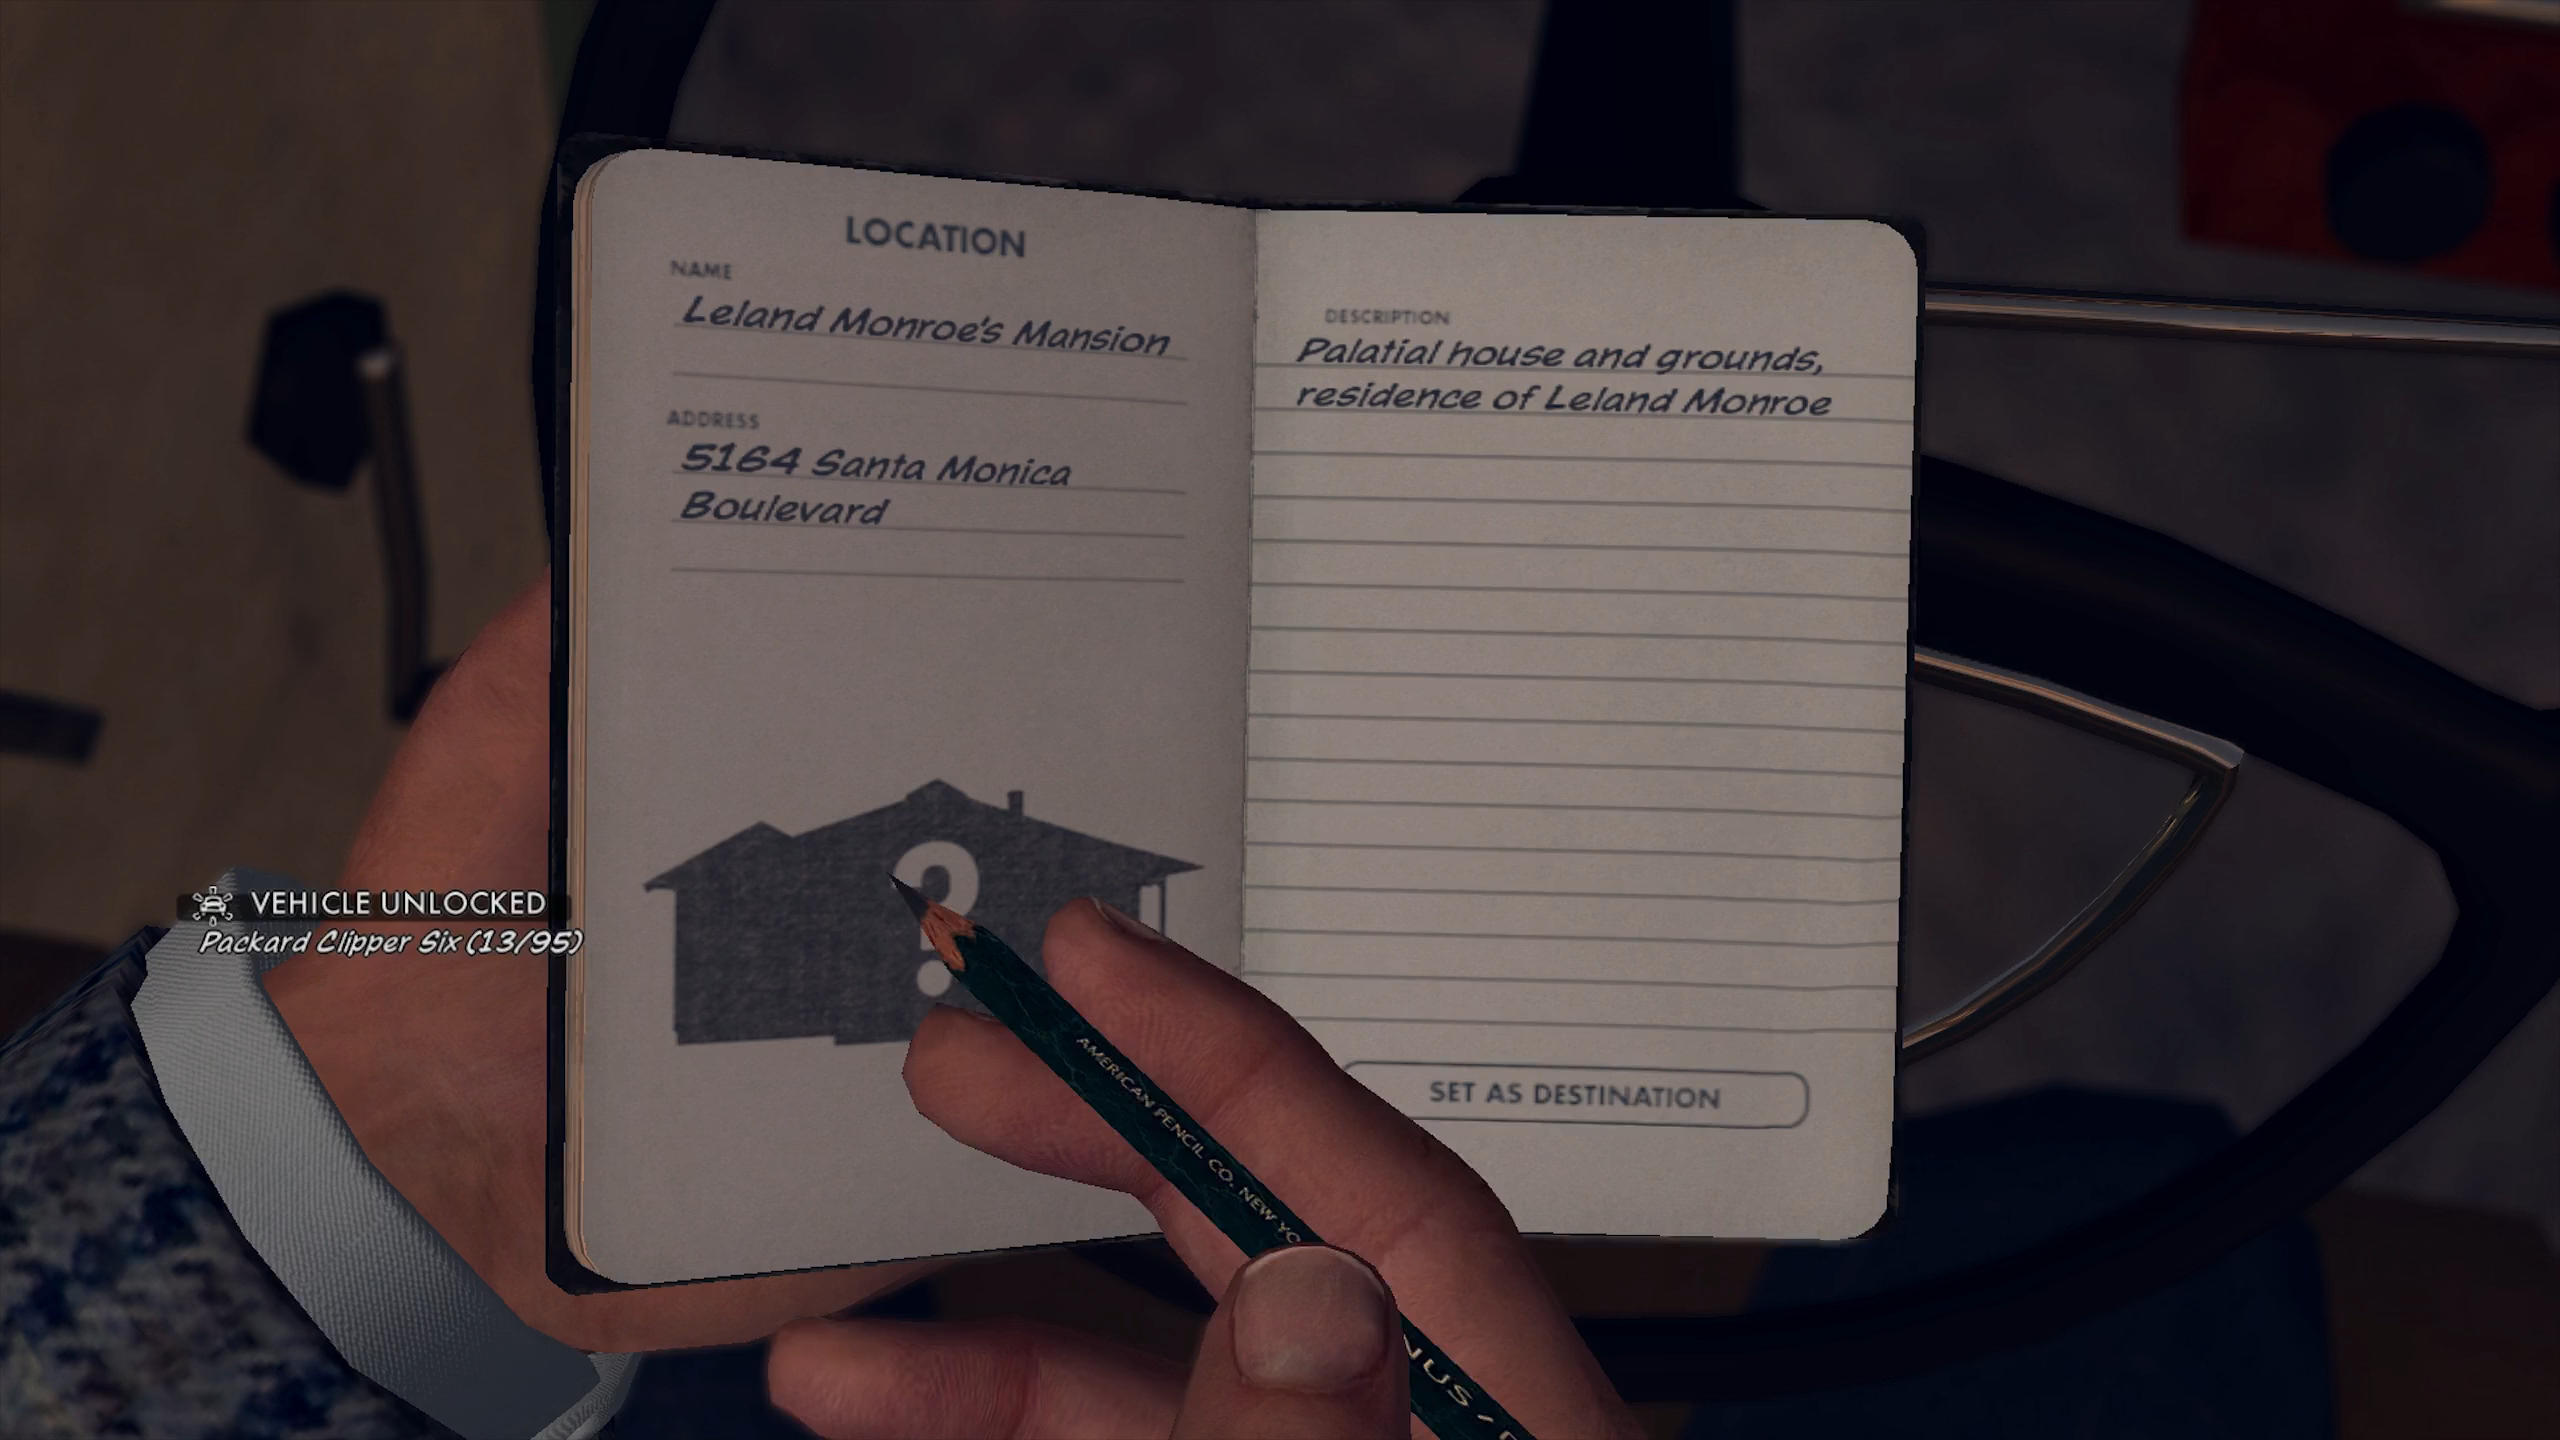 LOCATION
NAME
Leland Monroe's Mansion
ADDRESS
5164 Santa Monica
Boulevard
?
DESCRIPTION
Palatial house and grounds,
residence of Leland Monroe
SET AS DESTINATION
VEHICLE UNLOCKED
Packard Clipper Six (13/95)
AMERICAN PENCIL CO. NEW YO